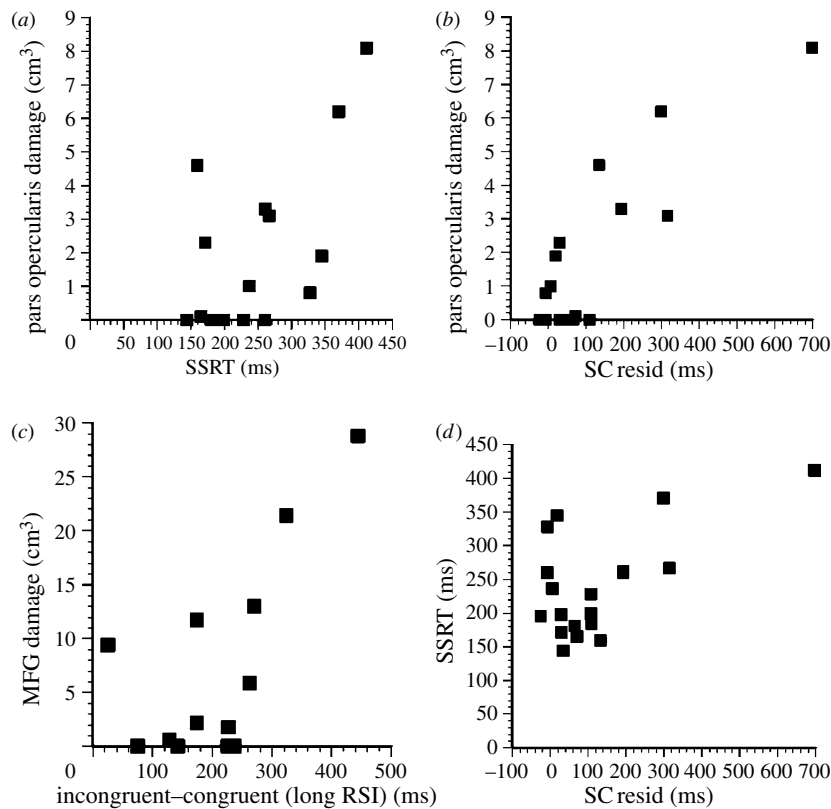 (a)
9
8
7
6
5
4
3
2
1
0
50 100 150 200 250 300 350 400 450
pars opercularis damage (cm³)
SSRT (ms)
(b)
9
8
7
6
5
4
3
2
1
0
−100 0 100 200 300 400 500 600 700
pars opercularis damage (cm³)
SC resid (ms)
(c)
30
25
20
15
10
5
0 100 200 300 400 500
MFG damage (cm³)
incongruent–congruent (long RSI) (ms)
(d)
450
400
350
300
250
200
150
100
50
0
−100 0 100 200 300 400 500 600 700
SSRT (ms)
SC resid (ms)